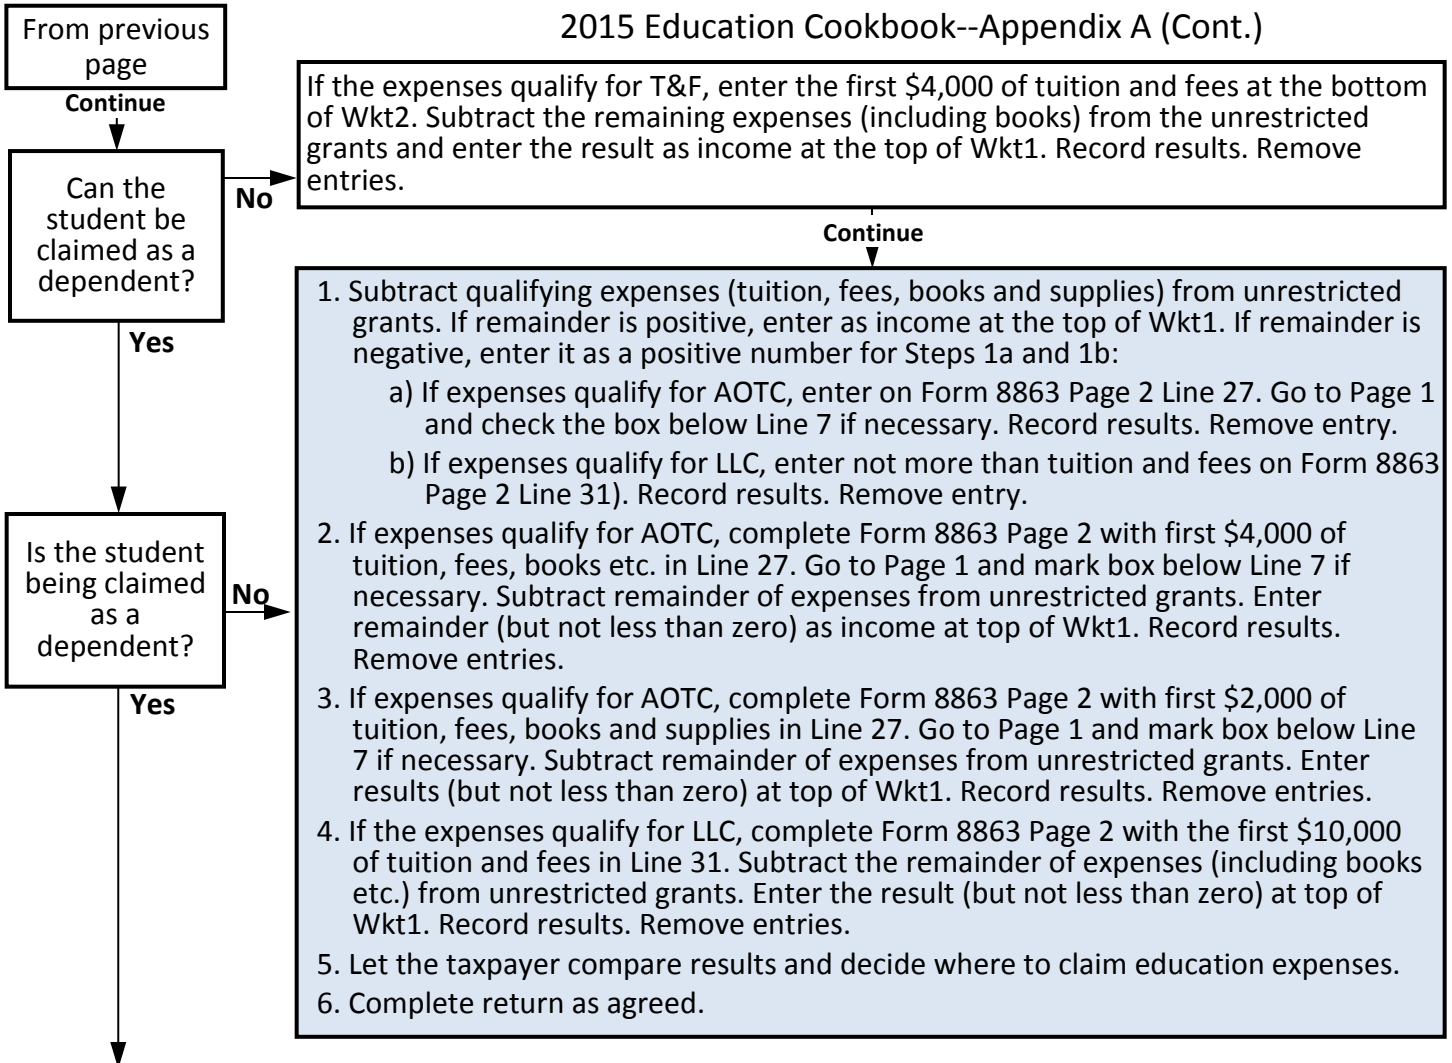 2015 Education Cookbook--Appendix A (Cont.)
From previous
page
Continue
Can the
student be
claimed as a
dependent?
No
If the expenses qualify for T&F, enter the first $4,000 of tuition and fees at the bottom
of Wkt2. Subtract the remaining expenses (including books) from the unrestricted
grants and enter the result as income at the top of Wkt1. Record results. Remove
entries.
Continue
Yes
Is the student
being claimed
as a
dependent?
No
1. Subtract qualifying expenses (tuition, fees, books and supplies) from unrestricted
grants. If remainder is positive, enter as income at the top of Wkt1. If remainder is
negative, enter it as a positive number for Steps 1a and 1b:
a) If expenses qualify for AOTC, enter on Form 8863 Page 2 Line 27. Go to Page 1
and check the box below Line 7 if necessary. Record results. Remove entry.
b) If expenses qualify for LLC, enter not more than tuition and fees on Form 8863
Page 2 Line 31). Record results. Remove entry.
2. If expenses qualify for AOTC, complete Form 8863 Page 2 with first $4,000 of
tuition, fees, books etc. in Line 27. Go to Page 1 and mark box below Line 7 if
necessary. Subtract remainder of expenses from unrestricted grants. Enter
remainder (but not less than zero) as income at top of Wkt1. Record results.
Remove entries.
3. If expenses qualify for AOTC, complete Form 8863 Page 2 with first $2,000 of
tuition, fees, books and supplies in Line 27. Go to Page 1 and mark box below Line
7 if necessary. Subtract remainder of expenses from unrestricted grants. Enter
results (but not less than zero) at top of Wkt1. Record results. Remove entries.
4. If the expenses qualify for LLC, complete Form 8863 Page 2 with the first $10,000
of tuition and fees in Line 31. Subtract the remainder of expenses (including books
etc.) from unrestricted grants. Enter the result (but not less than zero) at top of
Wkt1. Record results. Remove entries.
5. Let the taxpayer compare results and decide where to claim education expenses.
6. Complete return as agreed.
Yes